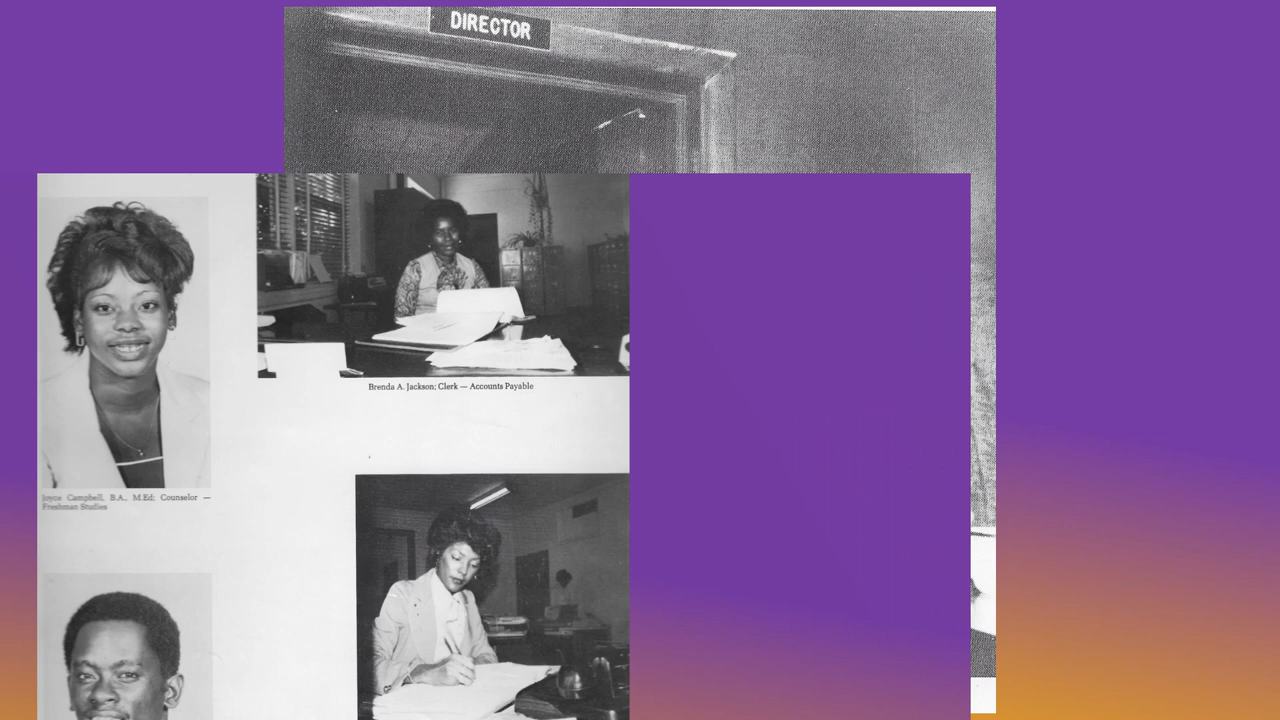 DIRECTOR
Brenda A. Jackson; Clerk — Accounts Payable
Joyce Campbell, B.A., M.Ed; Counselor —
Freshman Studies